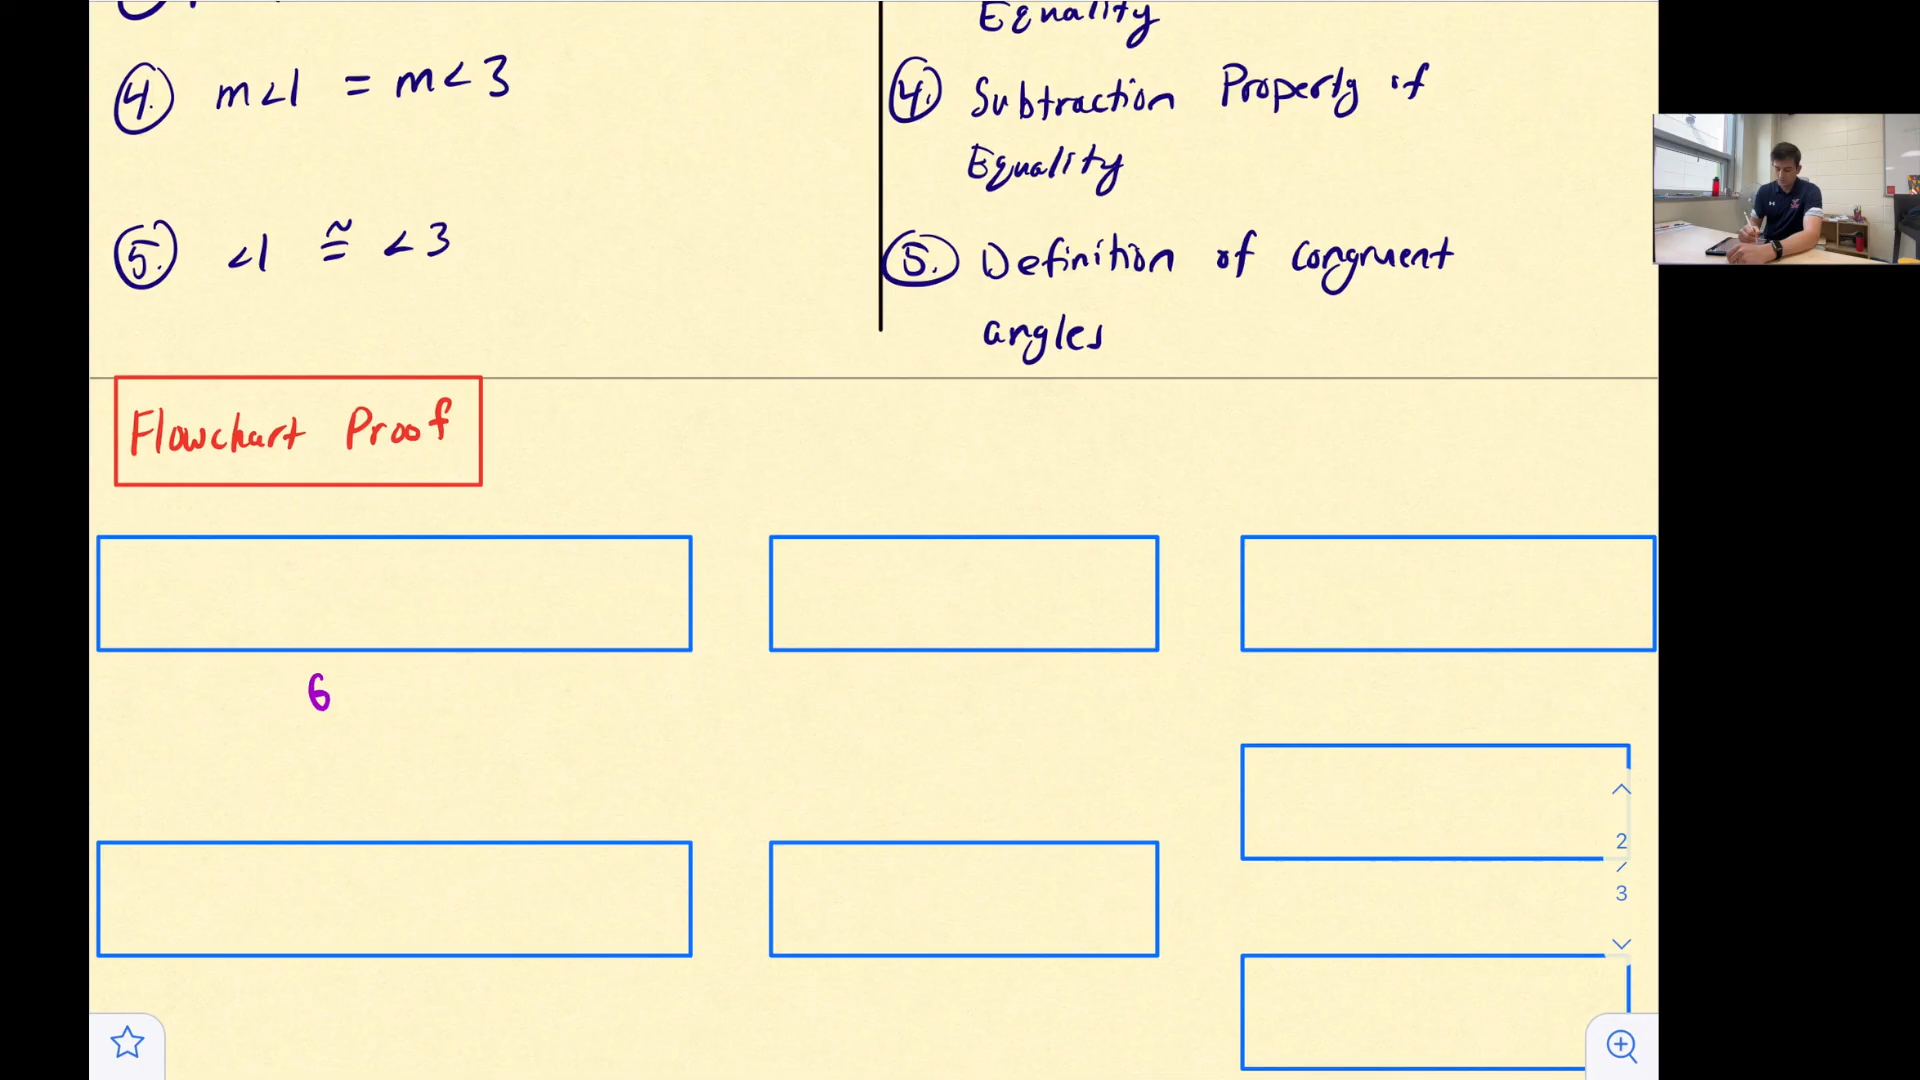 Equality
4. m<1 = m<3
4. Subtraction Property of
Equality
5. <1 ≅ <3
5. Definition of congruent
angles
Flowchart Proof
6
2
/
3